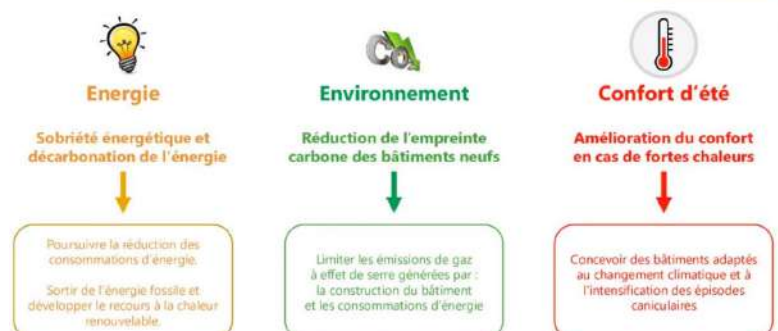 CO₂
Energie
Sobriété énergétique et
décarbonation de l'énergie
Poursuivre la réduction des
consommations d'énergie.
Sortir de l'énergie fossile et
développer le recours à la chaleur
renouvelable.
Environnement
Réduction de l'empreinte
carbone des bâtiments neufs
Limiter les émissions de gaz
à effet de serre générées par :
la construction du bâtiment
et les consommations d'énergie
Confort d'été
Amélioration du confort
en cas de fortes chaleurs
Concevoir des bâtiments adaptés
au changement climatique et à
l'intensification des épisodes
caniculaires